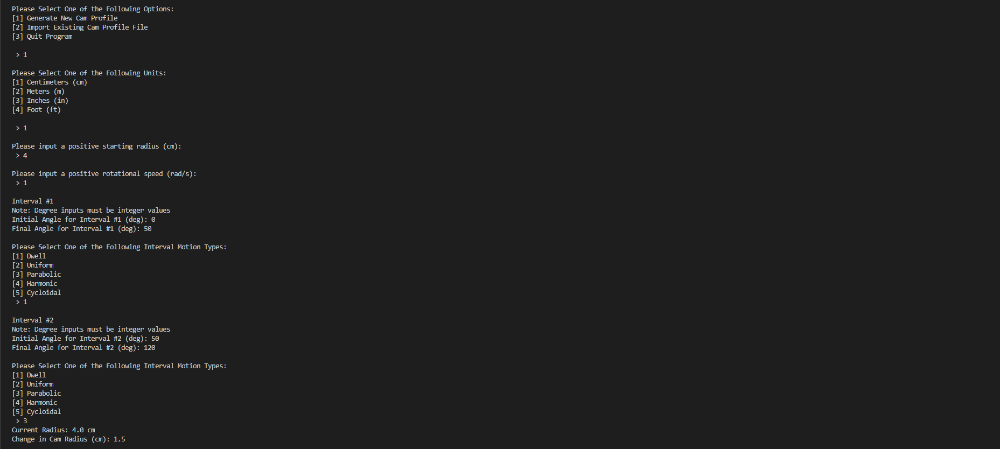 Please Select One of the Following Options:
[1] Generate New Cam Profile
[2] Import Existing Cam Profile File
[3] Quit Program
> 1
Please Select One of the Following Units:
[1] Centimeters (cm)
[2] Meters (m)
[3] Inches (in)
[4] Foot (ft)
> 1
Please input a positive starting radius (cm):
> 4
Please input a positive rotational speed (rad/s):
> 1
Interval #1
Note: Degree inputs must be integer values
Initial Angle for Interval #1 (deg): 0
Final Angle for Interval #1 (deg): 50
Please Select One of the Following Interval Motion Types:
[1] Dwell
[2] Uniform
[3] Parabolic
[4] Harmonic
[5] Cycloidal
> 1
Interval #2
Note: Degree inputs must be integer values
Initial Angle for Interval #2 (deg): 50
Final Angle for Interval #2 (deg): 120
Please Select One of the Following Interval Motion Types:
[1] Dwell
[2] Uniform
[3] Parabolic
[4] Harmonic
[5] Cycloidal
> 3
Current Radius: 4.0 cm
Change in Cam Radius (cm): 1.5